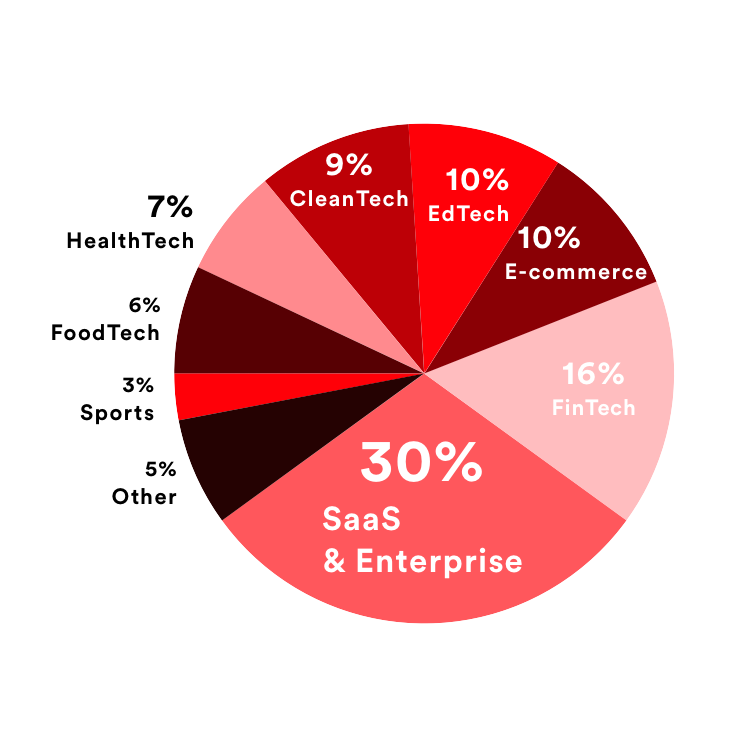 9%
CleanTech
10%
EdTech
7%
HealthTech
10%
E-commerce
6%
FoodTech
16%
FinTech
3%
Sports
30%
SaaS
& Enterprise
5%
Other